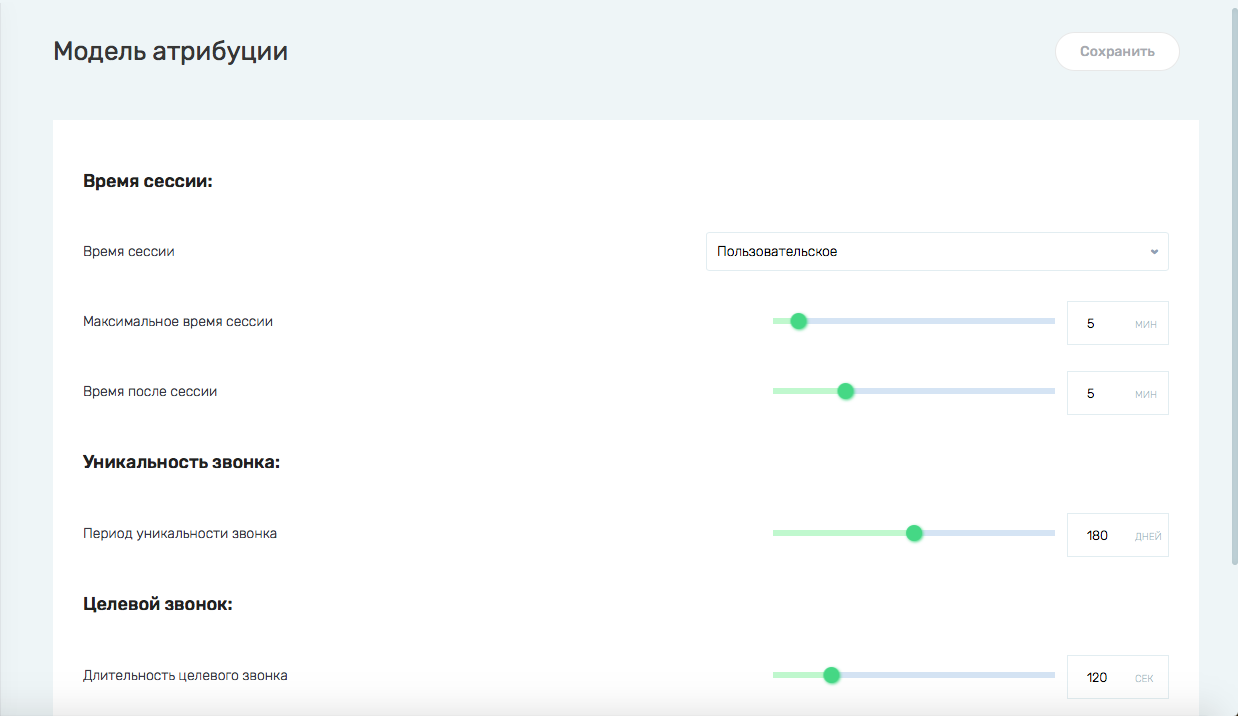 Модель атрибуции
Сохранить
Время сессии:
Время сессии
Пользовательское
Максимальное время сессии
5 мин
Время после сессии
5 мин
Уникальность звонка:
Период уникальности звонка
180 дней
Целевой звонок:
Длительность целевого звонка
120 сек